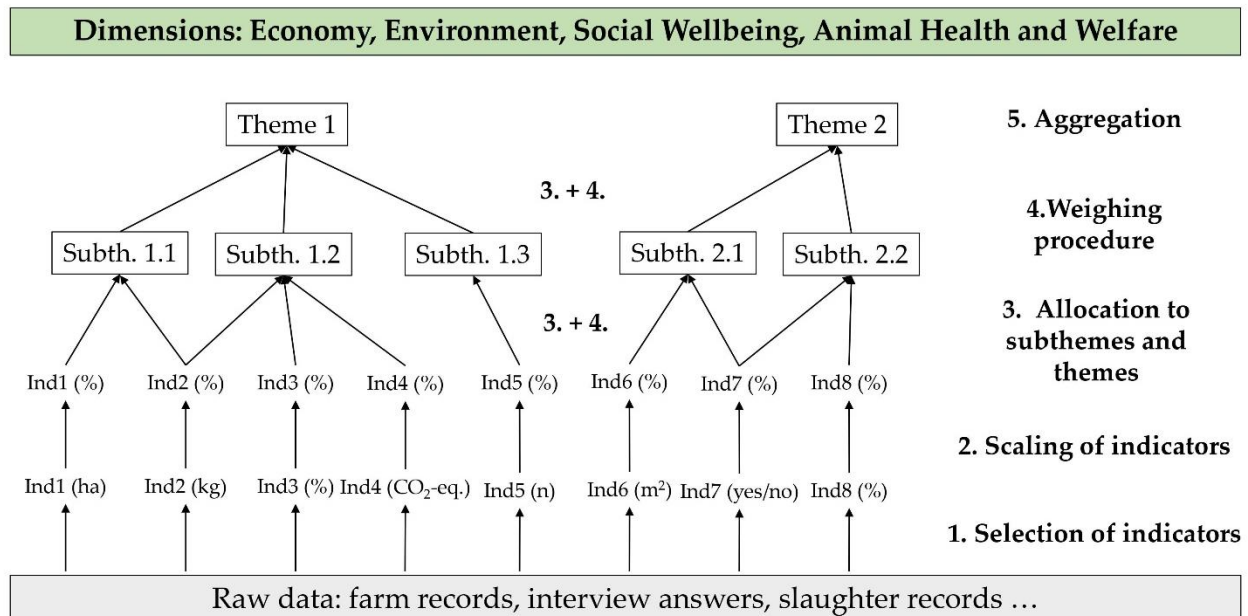 Dimensions: Economy, Environment, Social Wellbeing, Animal Health and Welfare
Theme 1
Theme 2
5. Aggregation
3. + 4.
4.Weighing
procedure
Subth. 1.1
Subth. 1.2
Subth. 1.3
Subth. 2.1
Subth. 2.2
3. + 4.
3. Allocation to
subthemes and
themes
Ind1 (%)
Ind2 (%)
Ind3 (%)
Ind4 (%)
Ind5 (%)
Ind6 (%)
Ind7 (%)
Ind8 (%)
2. Scaling of indicators
Ind1 (ha)
Ind2 (kg)
Ind3 (%)
Ind4 (CO₂-eq.)
Ind5 (n)
Ind6 (m²)
Ind7 (yes/no)
Ind8 (%)
1. Selection of indicators
Raw data: farm records, interview answers, slaughter records …